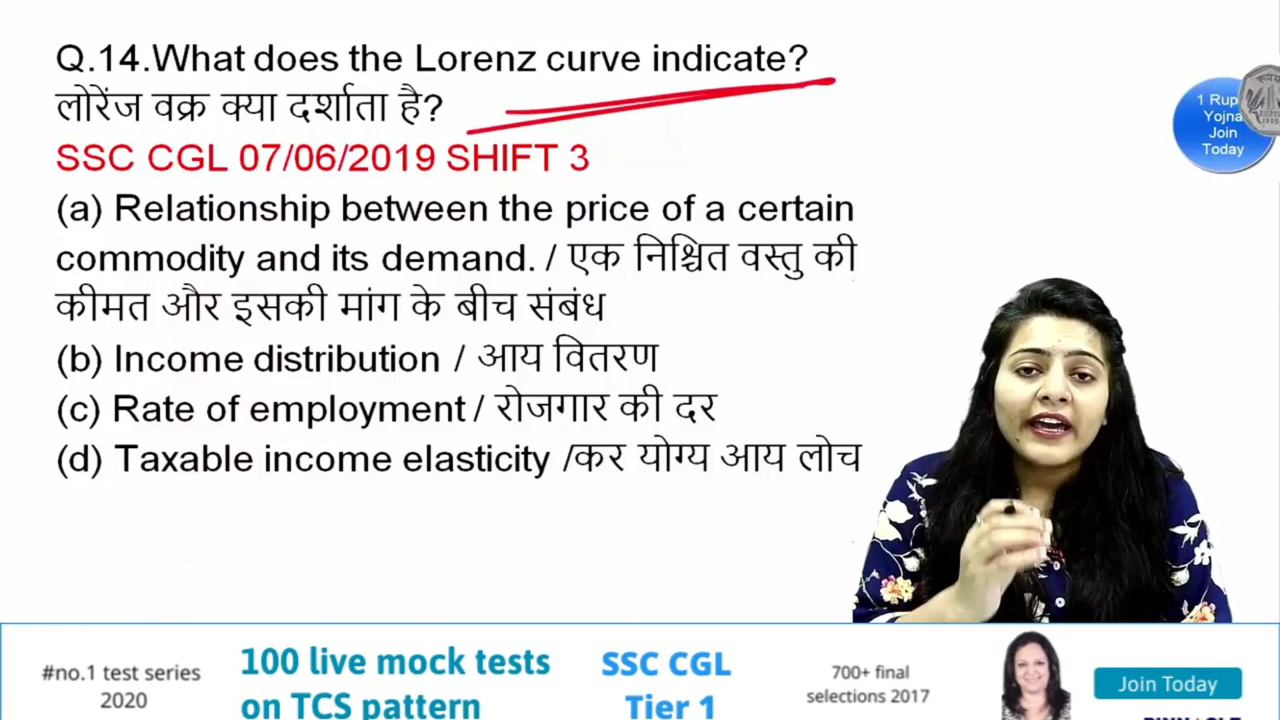 Q.14.What does the Lorenz curve indicate?
लोरेंज वक्र क्या दर्शाता है?
SSC CGL 07/06/2019 SHIFT 3
(a) Relationship between the price of a certain
commodity and its demand. / एक निश्चित वस्तु की
कीमत और इसकी मांग के बीच संबंध
(b) Income distribution / आय वितरण
(c) Rate of employment / रोजगार की दर
(d) Taxable income elasticity /कर योग्य आय लोच
1 Rup
Yojna
Join
Today
#no.1 test series
2020
100 live mock tests
on TCS pattern
SSC CGL
Tier 1
700+ final
selections 2017
Join Today